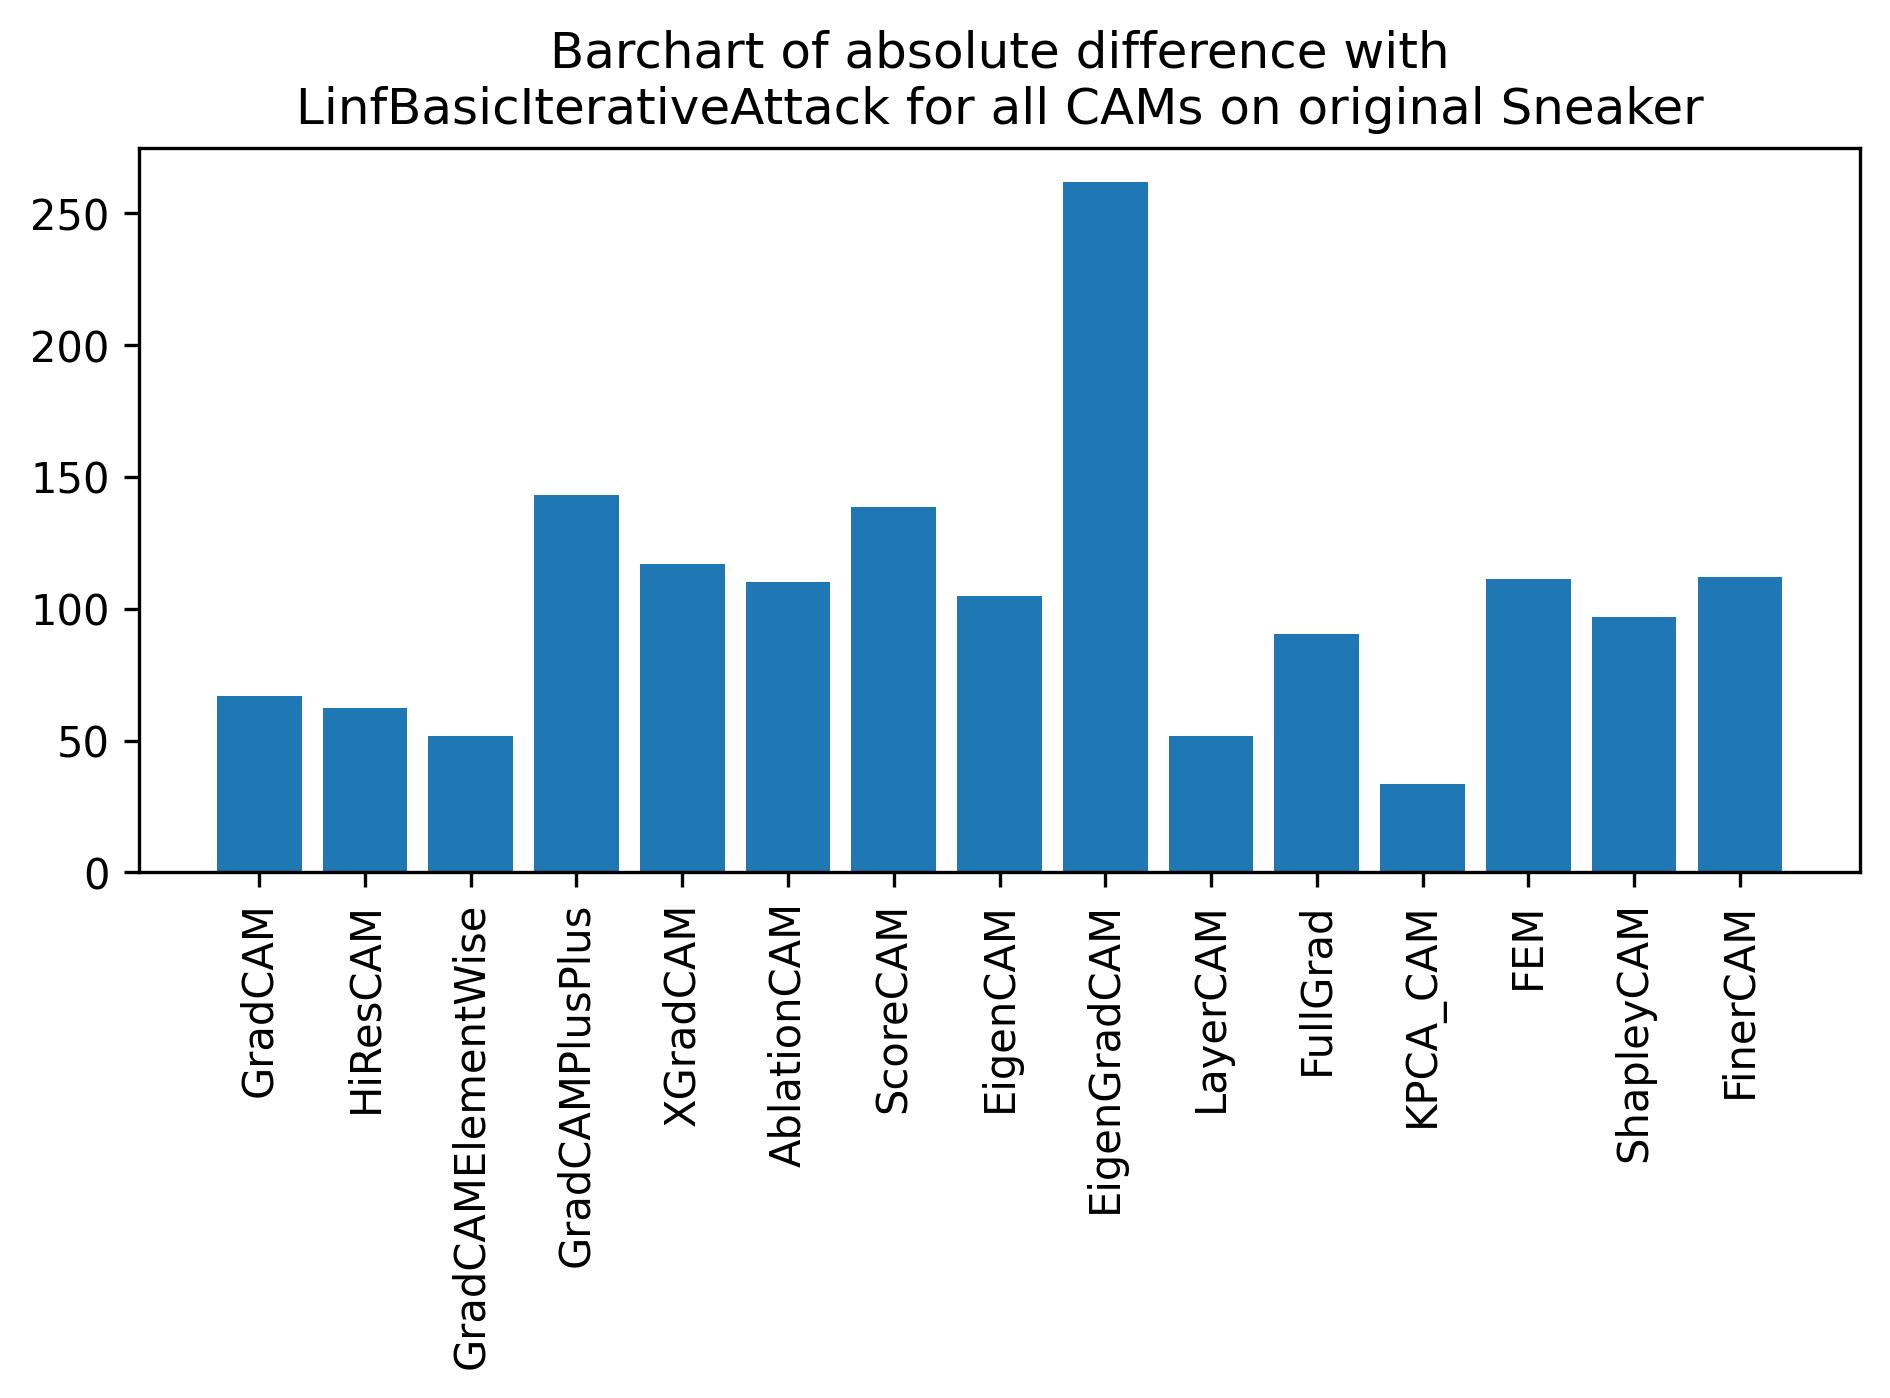 Barchart of absolute difference with
LinfBasicIterativeAttack for all CAMs on original Sneaker
250
200
150
100
50
0
GradCAM
HiResCAM
GradCAMElementWise
GradCAMPlusPlus
XGradCAM
AblationCAM
ScoreCAM
EigenCAM
EigenGradCAM
LayerCAM
FullGrad
KPCA_CAM
FEM
ShapleyCAM
FinerCAM